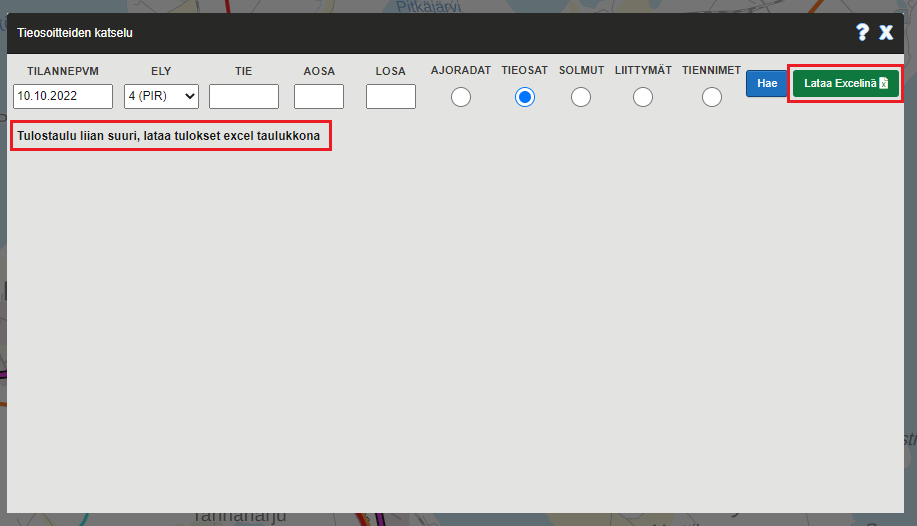 Pitkäjärvi
Tieosoitteiden katselu
? X
TILANNEPVM ELY TIE AOSA LOSA AJORADAT TIEOSAT SOLMUT LIITTYMÄT TIENNIMET
10.10.2022 4 (PIR) Hae Lataa Excelinä
Tulostaulu liian suuri, lataa tulokset excel taulukkona